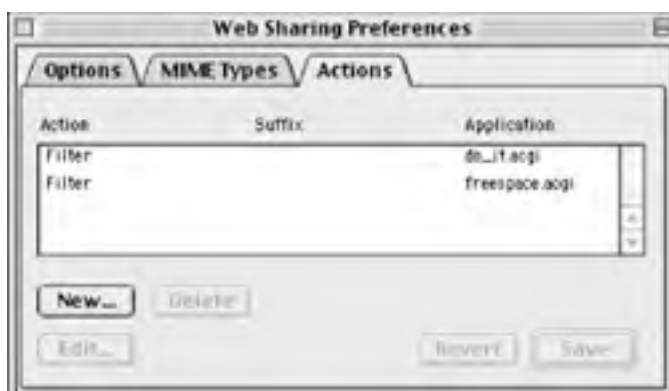 Web Sharing Preferences
Options MIME Types Actions
Action Suffix Application
Filter do_it.acgi
Filter freespace.acgi
New... Delete
Edit... Revert Save